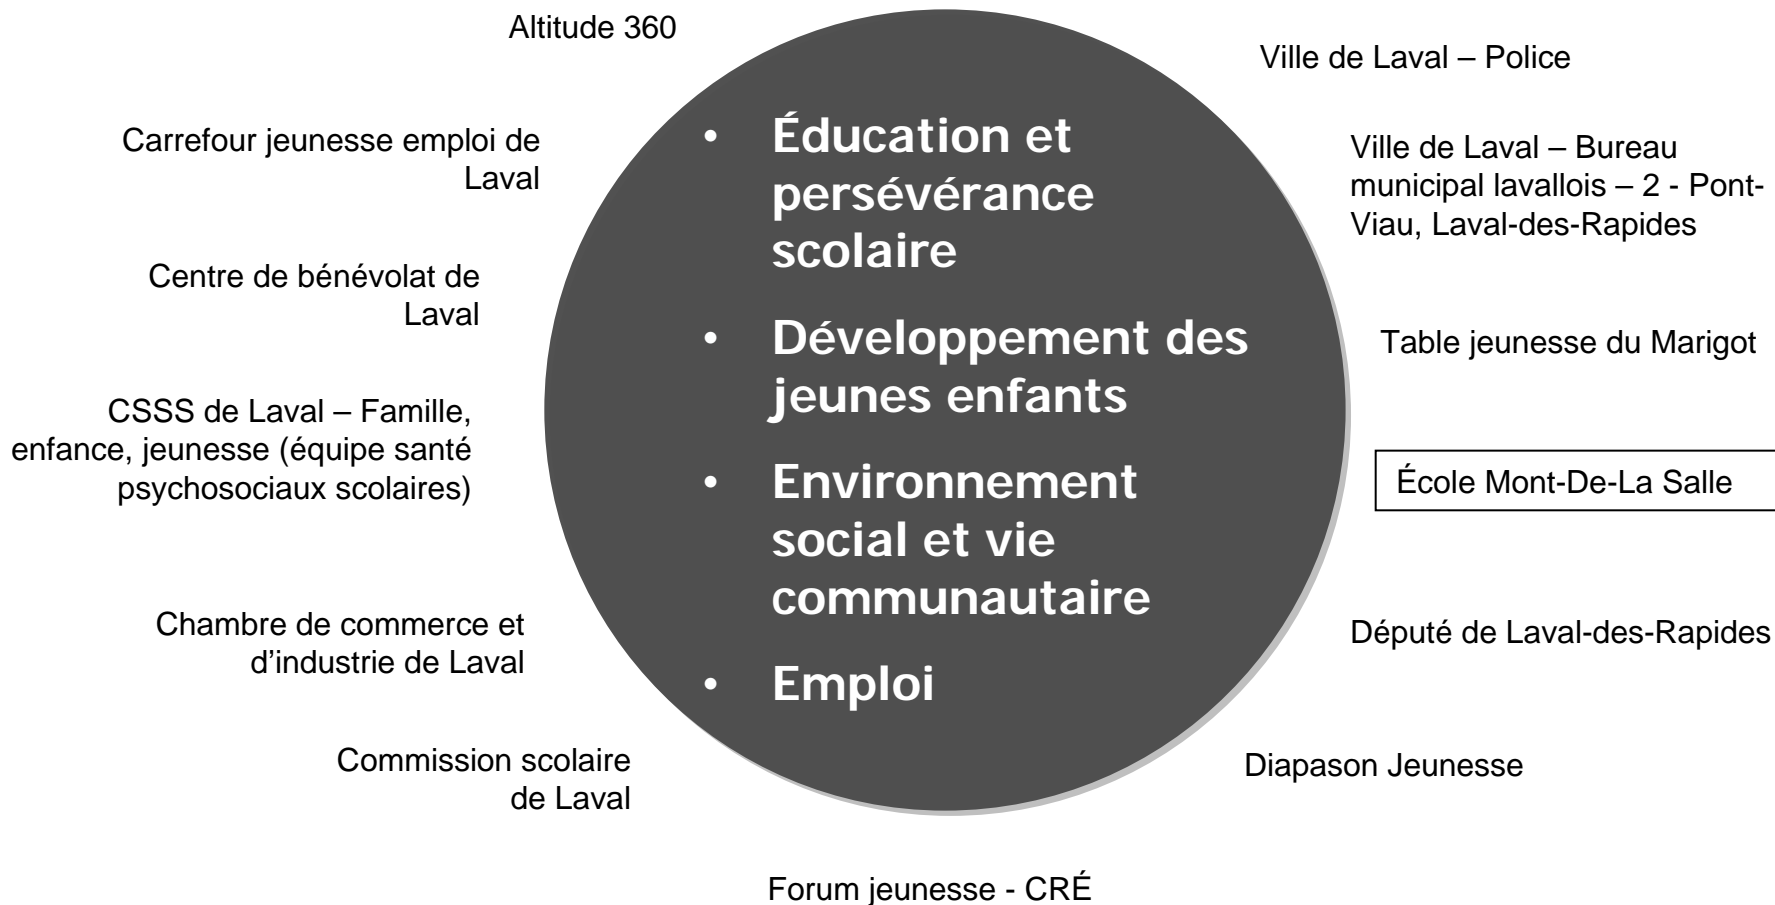 Altitude 360
Ville de Laval – Police
Carrefour jeunesse emploi de
Laval
Ville de Laval – Bureau
municipal lavallois – 2 - Pont-
Viau, Laval-des-Rapides
Centre de bénévolat de
Laval
Table jeunesse du Marigot
CSSS de Laval – Famille,
enfance, jeunesse (équipe santé
psychosociaux scolaires)
École Mont-De-La Salle
Chambre de commerce et
d’industrie de Laval
Député de Laval-des-Rapides
Commission scolaire
de Laval
Diapason Jeunesse
Forum jeunesse - CRÉ
• Éducation et
persévérance
scolaire
• Développement des
jeunes enfants
• Environnement
social et vie
communautaire
• Emploi